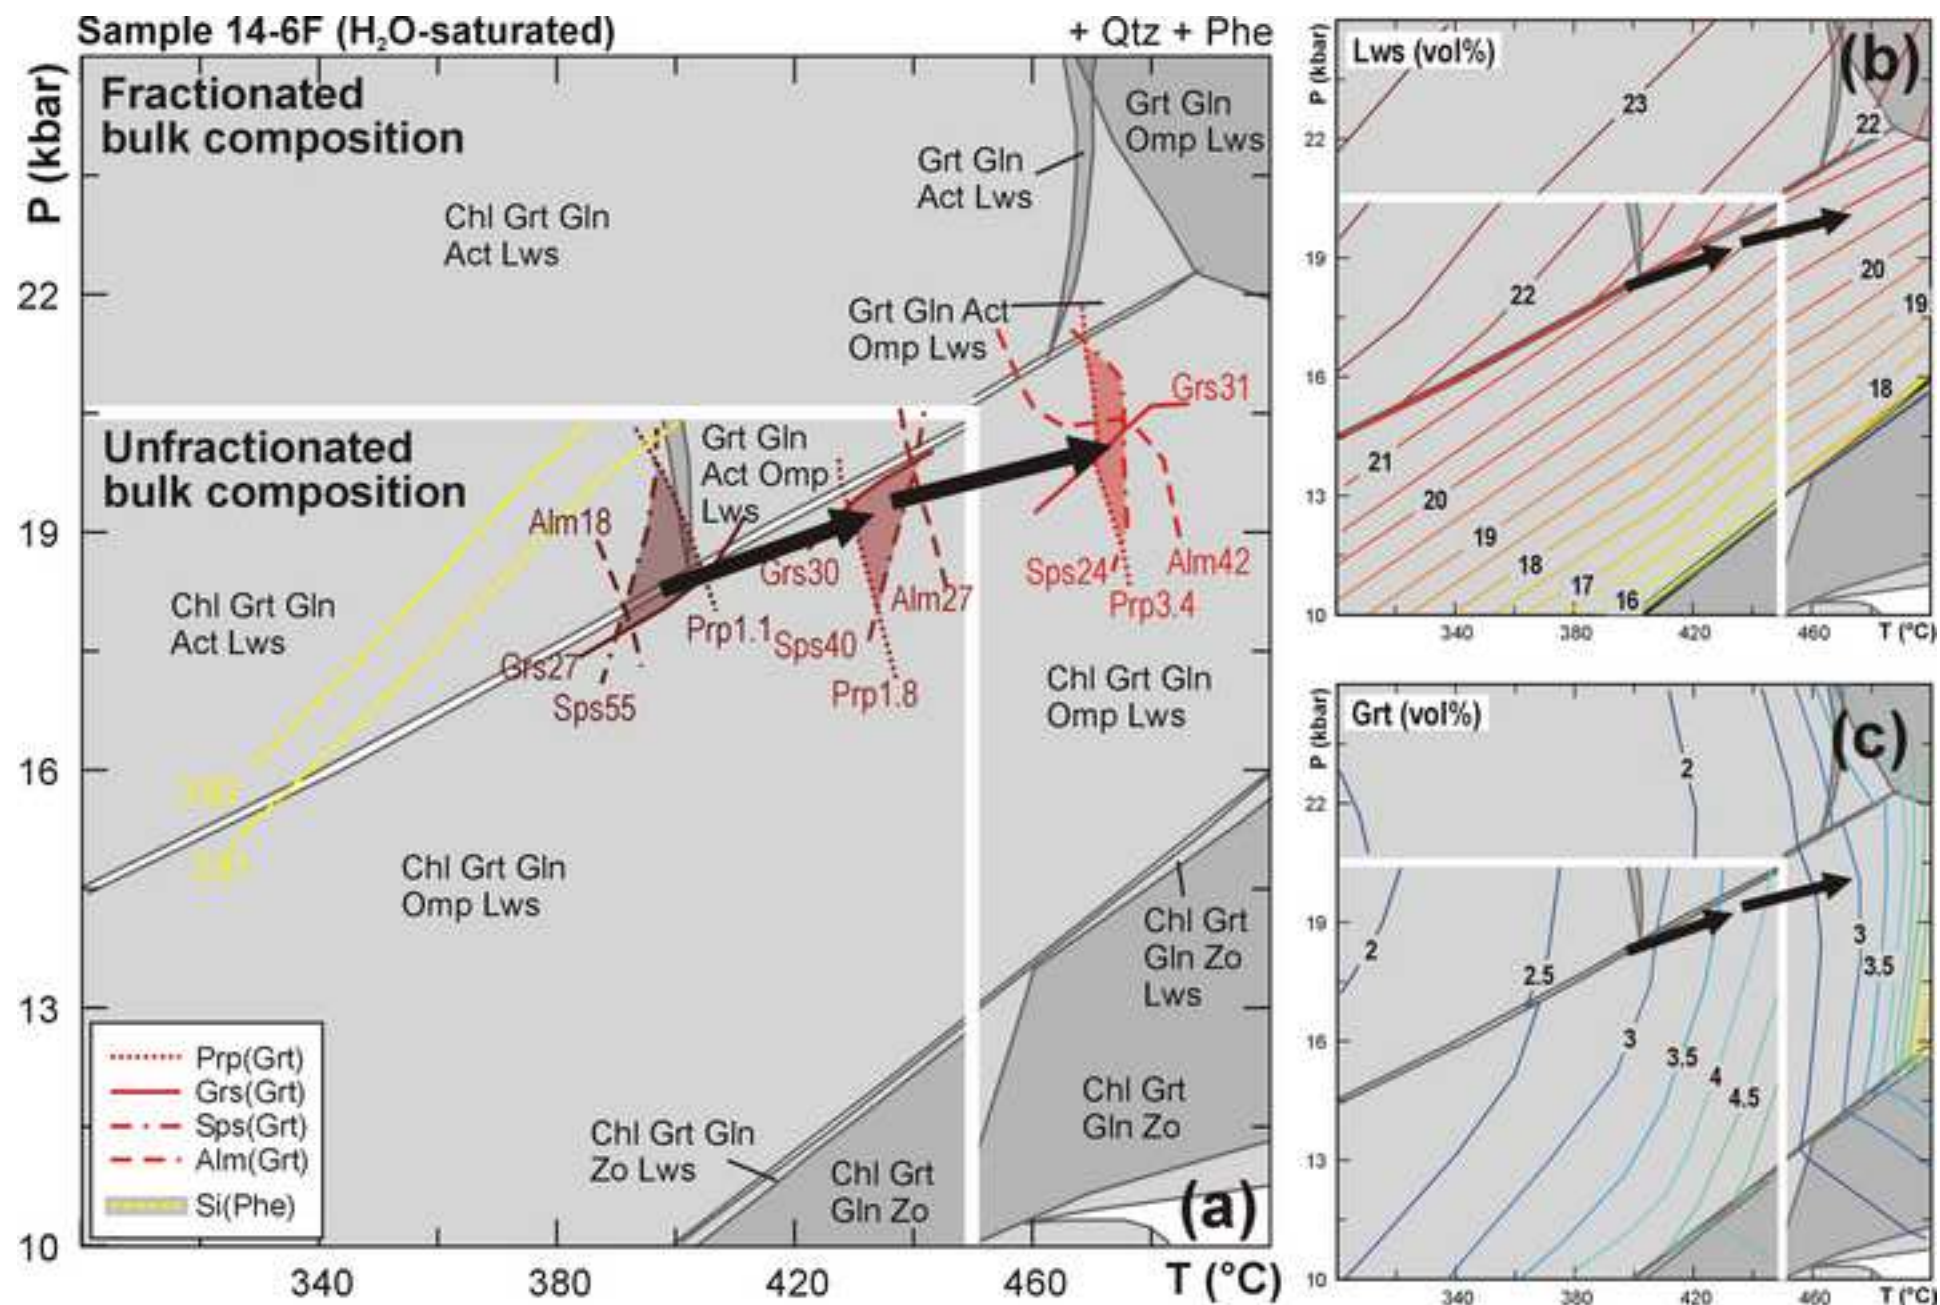 Sample 14-6F (H₂O-saturated)
+ Qtz + Phe
P (kbar)
22
19
16
13
10
340
380
420
460
T (°C)
Fractionated
bulk composition
Chl Grt Gln
Act Lws
Grt Gln
Act Lws
Grt Gln
Omp Lws
Grt Gln Act
Omp Lws
Unfractionated
bulk composition
Grt Gln
Act Omp
Lws
Chl Grt Gln
Act Lws
Alm18
Grs27
Sps55
Prp1.1
Grs30
Sps40
Alm27
Prp1.8
Grs31
Sps24
Alm42
Prp3.4
Chl Grt Gln
Omp Lws
Chl Grt Gln
Omp Lws
Chl Grt
Gln Zo
Lws
Chl Grt
Gln Zo
Chl Grt Gln
Zo Lws
Chl Grt
Gln Zo
Prp(Grt)
Grs(Grt)
Sps(Grt)
Alm(Grt)
Si(Phe)
(a)
Lws (vol%)
(b)
P (kbar)
22
19
16
13
10
23
22
22
21
20
19
18
17
16
20
19
18
340
380
420
460
T (°C)
Grt (vol%)
(c)
P (kbar)
22
19
16
13
10
2
2
2.5
3
3.5
4
4.5
3
3.5
340
380
420
460
T (°C)